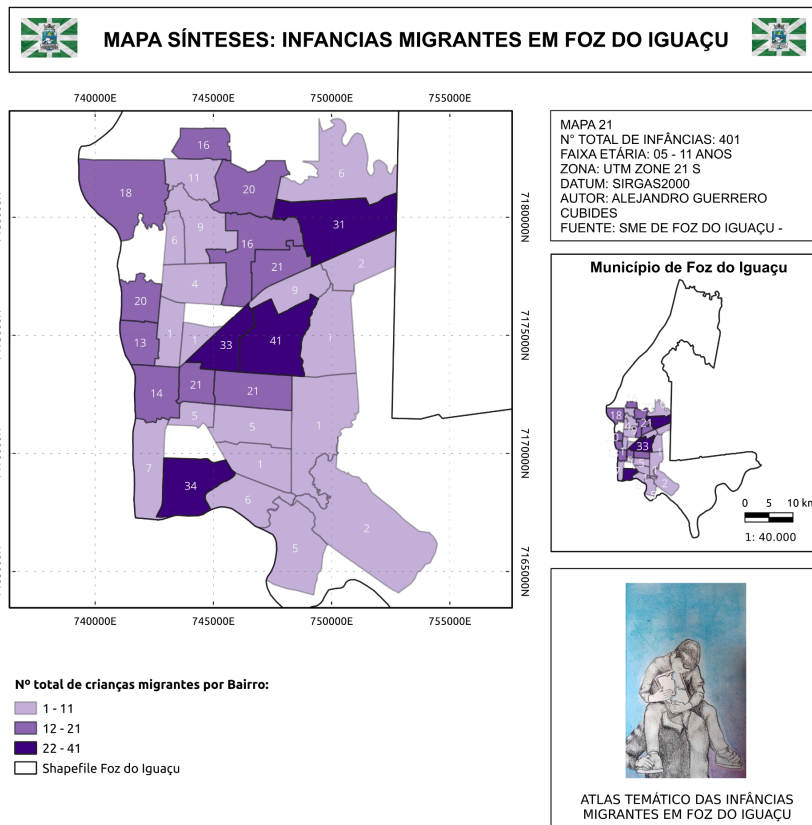 MAPA SÍNTESES: INFANCIAS MIGRANTES EM FOZ DO IGUAÇU
740000E 745000E 750000E 755000E
16
11
6
18
20
31
9
6
16
2
21
4
9
20
1
1
13
33
41
1
14
21
21
5
5
1
7
1
34
6
2
5
7180000N
7175000N
7170000N
7165000N
740000E 745000E 750000E 755000E
Nº total de crianças migrantes por Bairro:
1 - 11
12 - 21
22 - 41
Shapefile Foz do Iguaçu
MAPA 21
N° TOTAL DE INFÂNCIAS: 401
FAIXA ETÁRIA: 05 - 11 ANOS
ZONA: UTM ZONE 21 S
DATUM: SIRGAS2000
AUTOR: ALEJANDRO GUERRERO
CUBIDES
FUENTE: SME DE FOZ DO IGUAÇU -
Município de Foz do Iguaçu
18
21
33
2
0 5 10 km
1: 40.000
ATLAS TEMÁTICO DAS INFÂNCIAS
MIGRANTES EM FOZ DO IGUAÇU